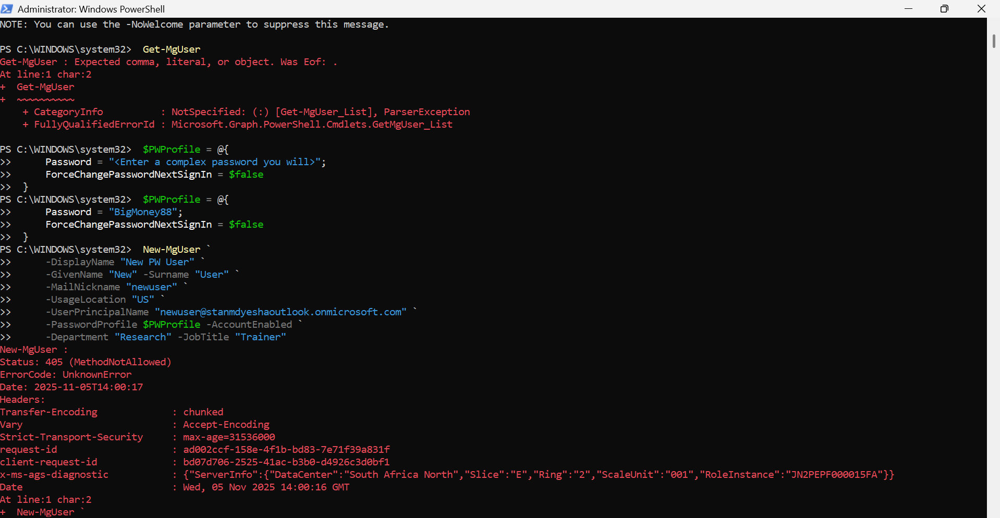 Administrator: Windows PowerShell
NOTE: You can use the -NoWelcome parameter to suppress this message.
PS C:\WINDOWS\system32>  Get-MgUser
Get-MgUser : Expected comma, literal, or object. Was Eof: .
At line:1 char:2
+  Get-MgUser
+  ~~~~~~~~~~
    + CategoryInfo          : NotSpecified: (:) [Get-MgUser_List], ParserException
    + FullyQualifiedErrorId : Microsoft.Graph.PowerShell.Cmdlets.GetMgUser_List
PS C:\WINDOWS\system32>  $PWProfile = @{
>>      Password = "<Enter a complex password you will>";
>>      ForceChangePasswordNextSignIn = $false
>>  }
PS C:\WINDOWS\system32>  $PWProfile = @{
>>      Password = "BigMoney88";
>>      ForceChangePasswordNextSignIn = $false
>>  }
PS C:\WINDOWS\system32>  New-MgUser `
>>      -DisplayName "New PW User" `
>>      -GivenName "New" -Surname "User" `
>>      -MailNickname "newuser" `
>>      -UsageLocation "US" `
>>      -UserPrincipalName "newuser@stanmdyeshaoutlook.onmicrosoft.com" `
>>      -PasswordProfile $PWProfile -AccountEnabled `
>>      -Department "Research" -JobTitle "Trainer"
New-MgUser :
Status: 405 (MethodNotAllowed)
ErrorCode: UnknownError
Date: 2025-11-05T14:00:17
Headers:
Transfer-Encoding             : chunked
Vary                          : Accept-Encoding
Strict-Transport-Security     : max-age=31536000
request-id                    : ad002ccf-158e-4f1b-bd83-7e71f39a831f
client-request-id             : bd07d706-2525-41ac-b3b0-d4926c3d0bf1
x-ms-ags-diagnostic           : {"ServerInfo":{"DataCenter":"South Africa North","Slice":"E","Ring":"2","ScaleUnit":"001","RoleInstance":"JN2PEPF000015FA"}}
Date                          : Wed, 05 Nov 2025 14:00:16 GMT
At line:1 char:2
+  New-MgUser `